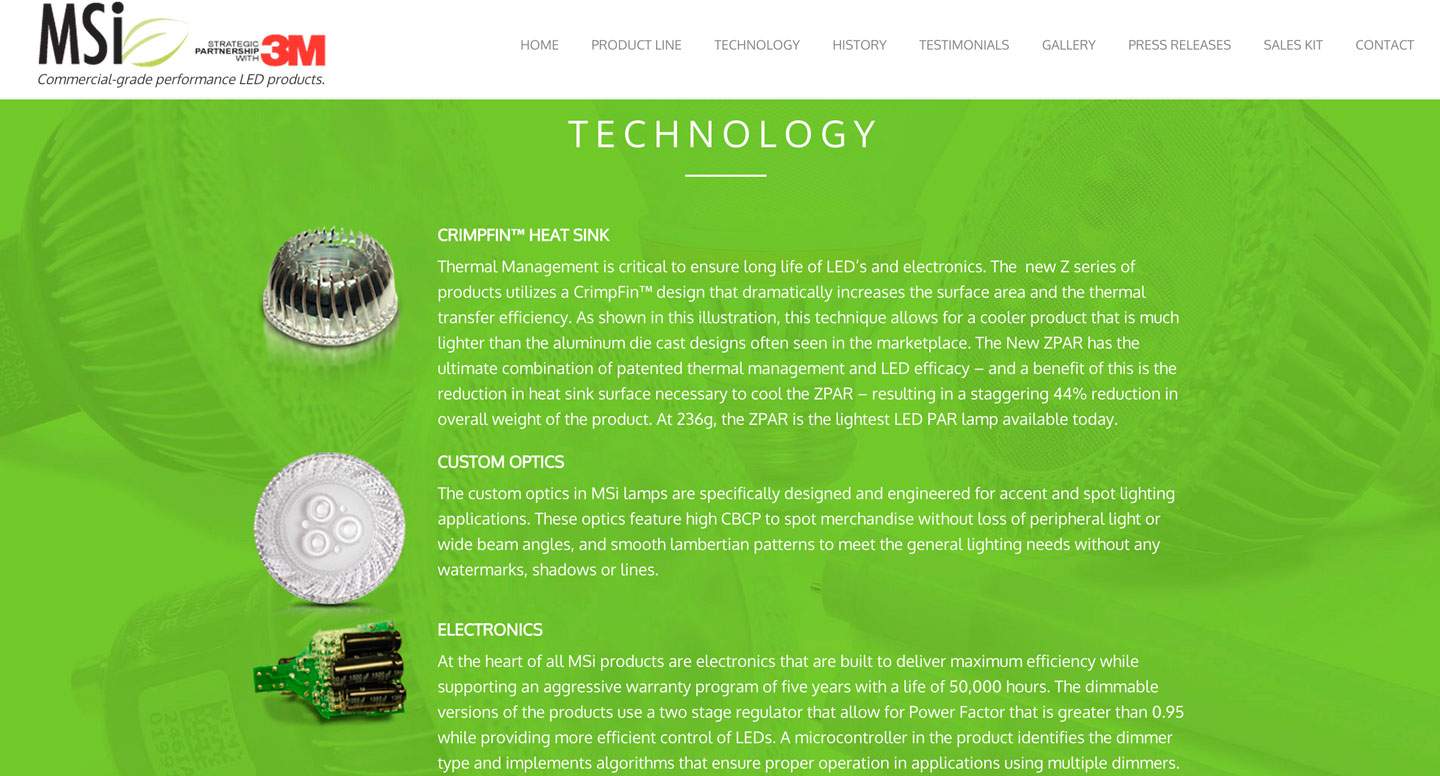 MSi
STRATEGIC
PARTNERSHIP
WITH
3M
Commercial-grade performance LED products.
HOME PRODUCT LINE TECHNOLOGY HISTORY TESTIMONIALS GALLERY PRESS RELEASES SALES KIT CONTACT
TECHNOLOGY
CRIMPFIN™ HEAT SINK
Thermal Management is critical to ensure long life of LED’s and electronics. The new Z series of
products utilizes a CrimpFin™ design that dramatically increases the surface area and the thermal
transfer efficiency. As shown in this illustration, this technique allows for a cooler product that is much
lighter than the aluminum die cast designs often seen in the marketplace. The New ZPAR has the
ultimate combination of patented thermal management and LED efficacy – and a benefit of this is the
reduction in heat sink surface necessary to cool the ZPAR – resulting in a staggering 44% reduction in
overall weight of the product. At 236g, the ZPAR is the lightest LED PAR lamp available today.
CUSTOM OPTICS
The custom optics in MSi lamps are specifically designed and engineered for accent and spot lighting
applications. These optics feature high CBCP to spot merchandise without loss of peripheral light or
wide beam angles, and smooth lambertian patterns to meet the general lighting needs without any
watermarks, shadows or lines.
ELECTRONICS
At the heart of all MSi products are electronics that are built to deliver maximum efficiency while
supporting an aggressive warranty program of five years with a life of 50,000 hours. The dimmable
versions of the products use a two stage regulator that allow for Power Factor that is greater than 0.95
while providing more efficient control of LEDs. A microcontroller in the product identifies the dimmer
type and implements algorithms that ensure proper operation in applications using multiple dimmers.